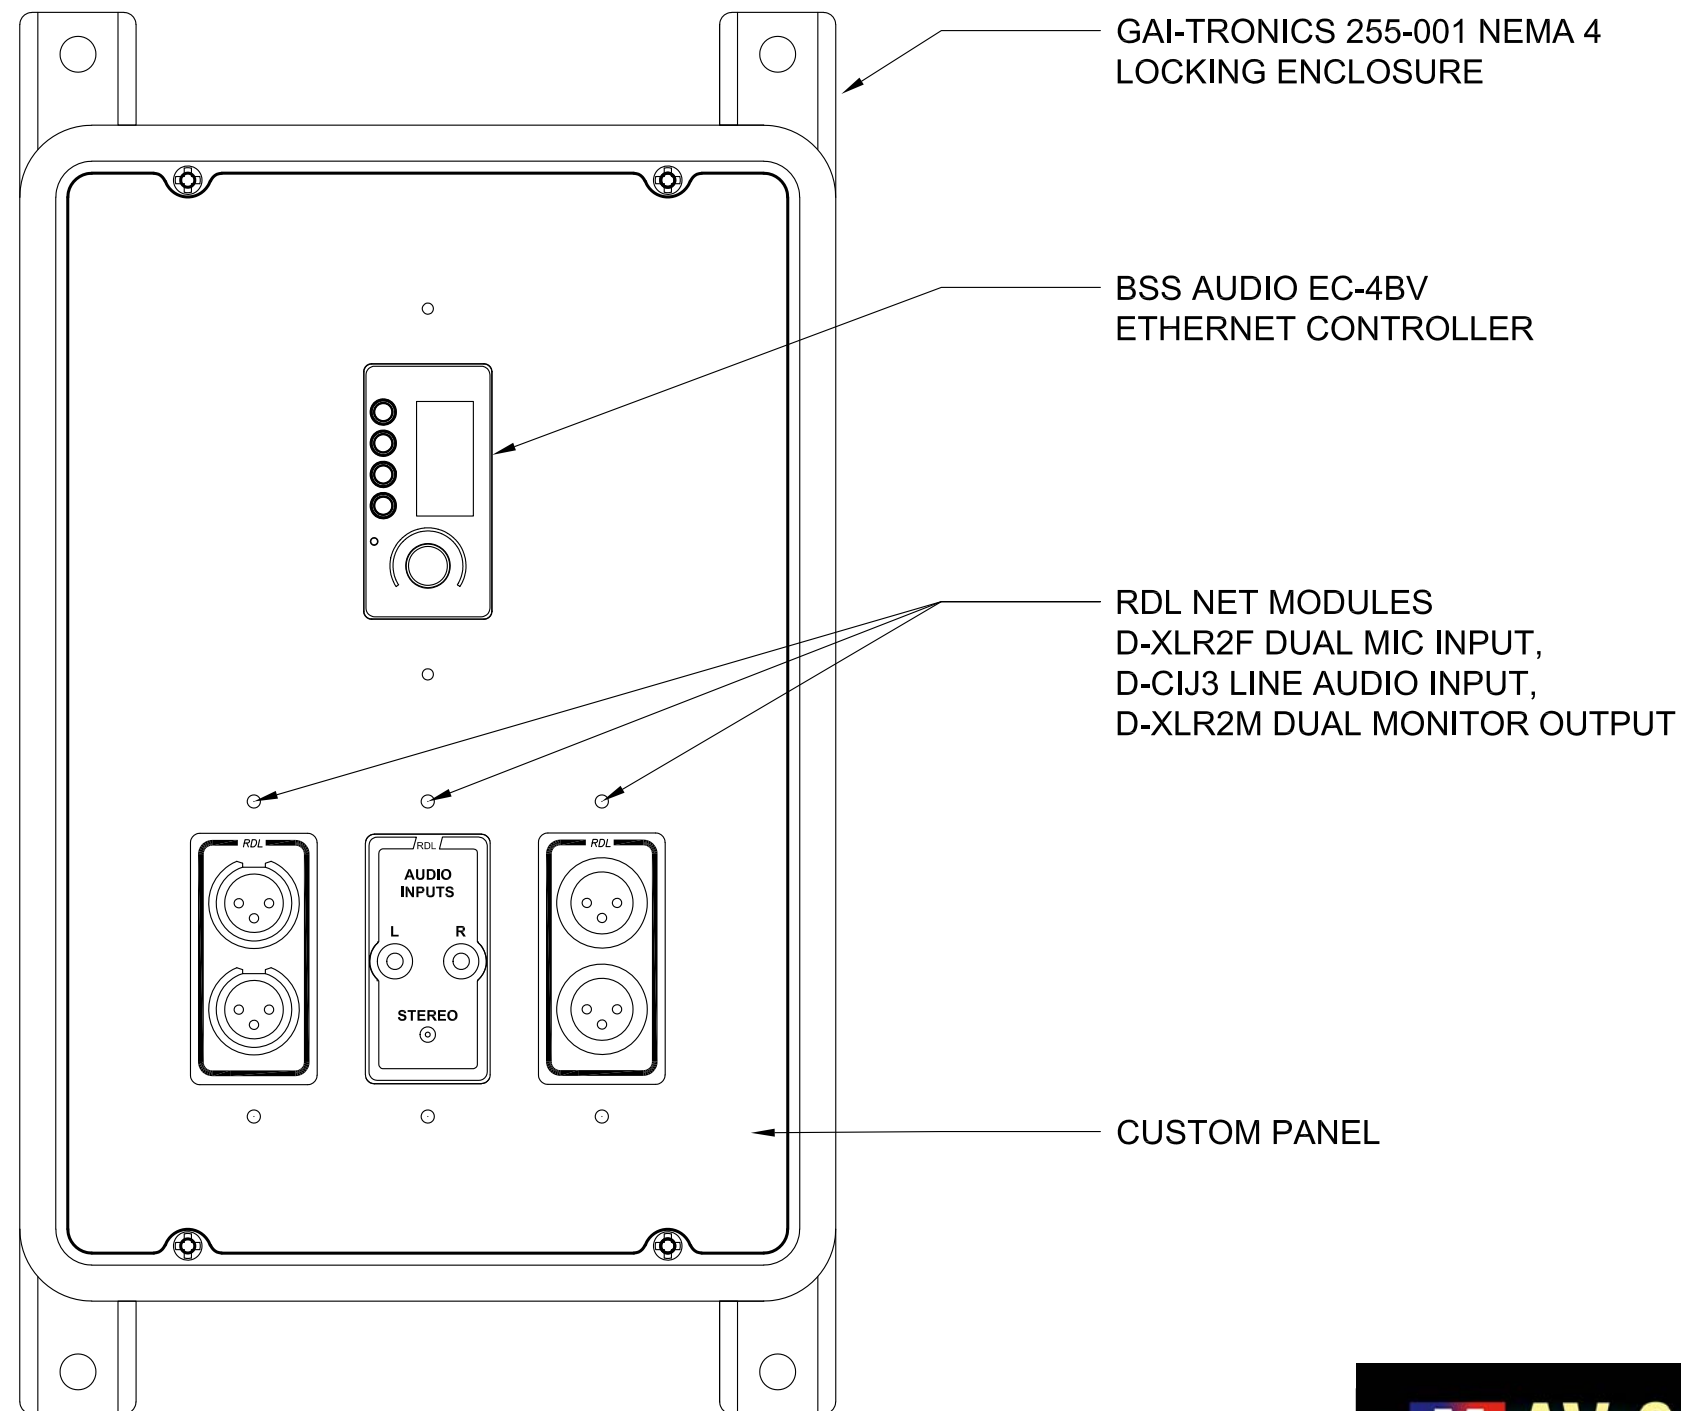 GAI-TRONICS 255-001 NEMA 4
LOCKING ENCLOSURE
BSS AUDIO EC-4BV
ETHERNET CONTROLLER
RDL NET MODULES
D-XLR2F DUAL MIC INPUT,
D-CIJ3 LINE AUDIO INPUT,
D-XLR2M DUAL MONITOR OUTPUT
RDL
RDL
RDL
AUDIO
INPUTS
L R
STEREO
CUSTOM PANEL